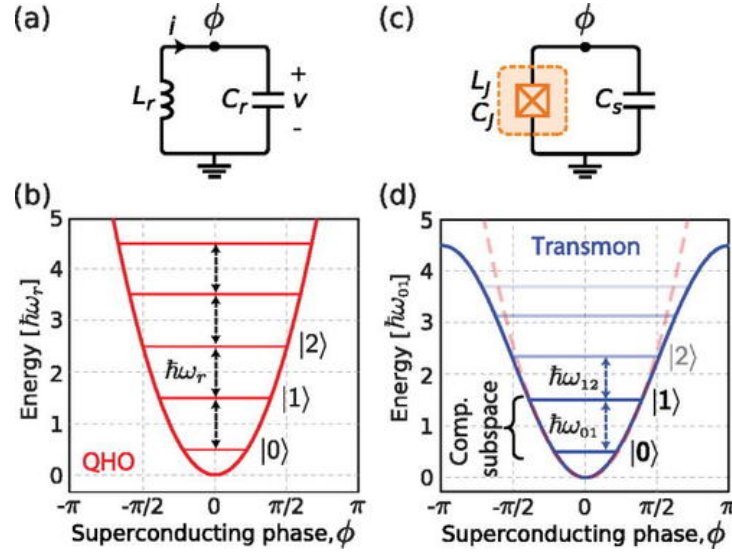 (a)
ϕ
i
L_r
C_r
+
v
-
(c)
ϕ
L_J
C_J
C_s
(b)
Energy [ℏω_r]
5
4
3
2
1
0
ℏω_r
|2⟩
|1⟩
|0⟩
QHO
-π -π/2 0 π/2 π
Superconducting phase, ϕ
(d)
Energy [ℏω_01]
5
4
3
2
1
0
Transmon
|2⟩
ℏω_12
|1⟩
Comp.
subspace
ℏω_01
|0⟩
-π -π/2 0 π/2 π
Superconducting phase, ϕ